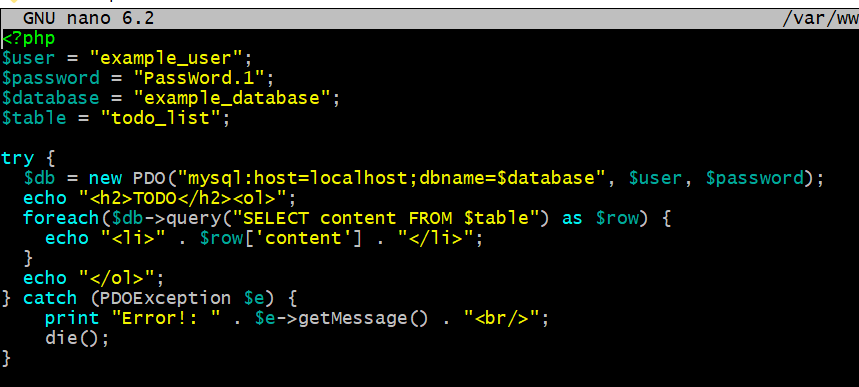 GNU nano 6.2 /var/ww
<?php
$user = "example_user";
$password = "PassWord.1";
$database = "example_database";
$table = "todo_list";
try {
  $db = new PDO("mysql:host=localhost;dbname=$database", $user, $password);
  echo "<h2>TODO</h2><ol>";
  foreach($db->query("SELECT content FROM $table") as $row) {
    echo "<li>" . $row['content'] . "</li>";
  }
  echo "</ol>";
} catch (PDOException $e) {
    print "Error!: " . $e->getMessage() . "<br/>";
    die();
}